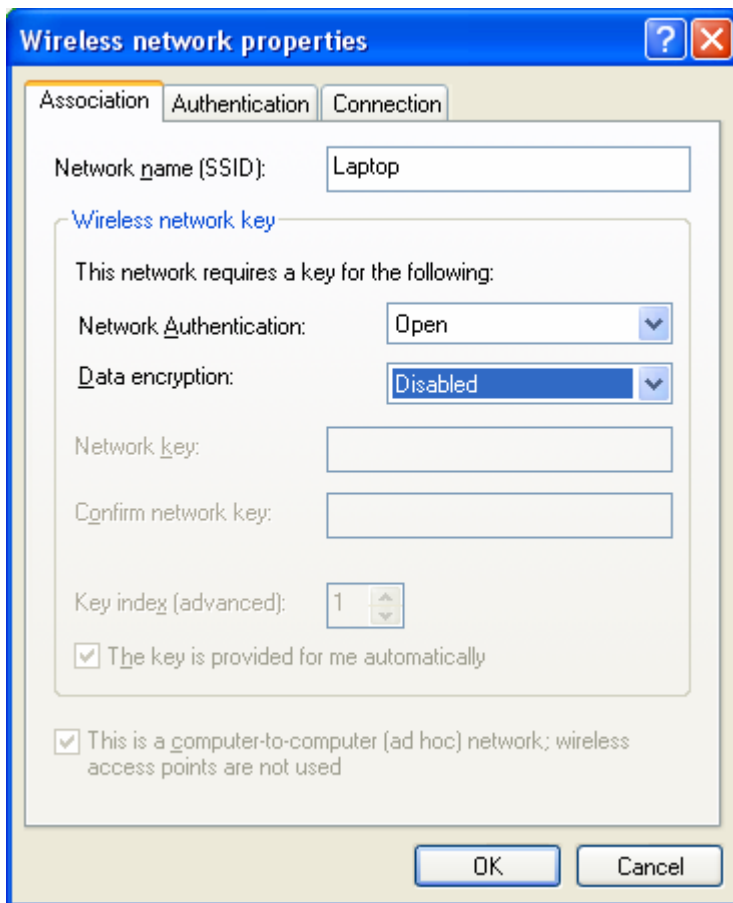 Wireless network properties
Association Authentication Connection
Network name (SSID): Laptop
Wireless network key
This network requires a key for the following:
Network Authentication: Open
Data encryption: Disabled
Network key:
Confirm network key:
Key index (advanced): 1
The key is provided for me automatically
This is a computer-to-computer (ad hoc) network; wireless
access points are not used
OK Cancel